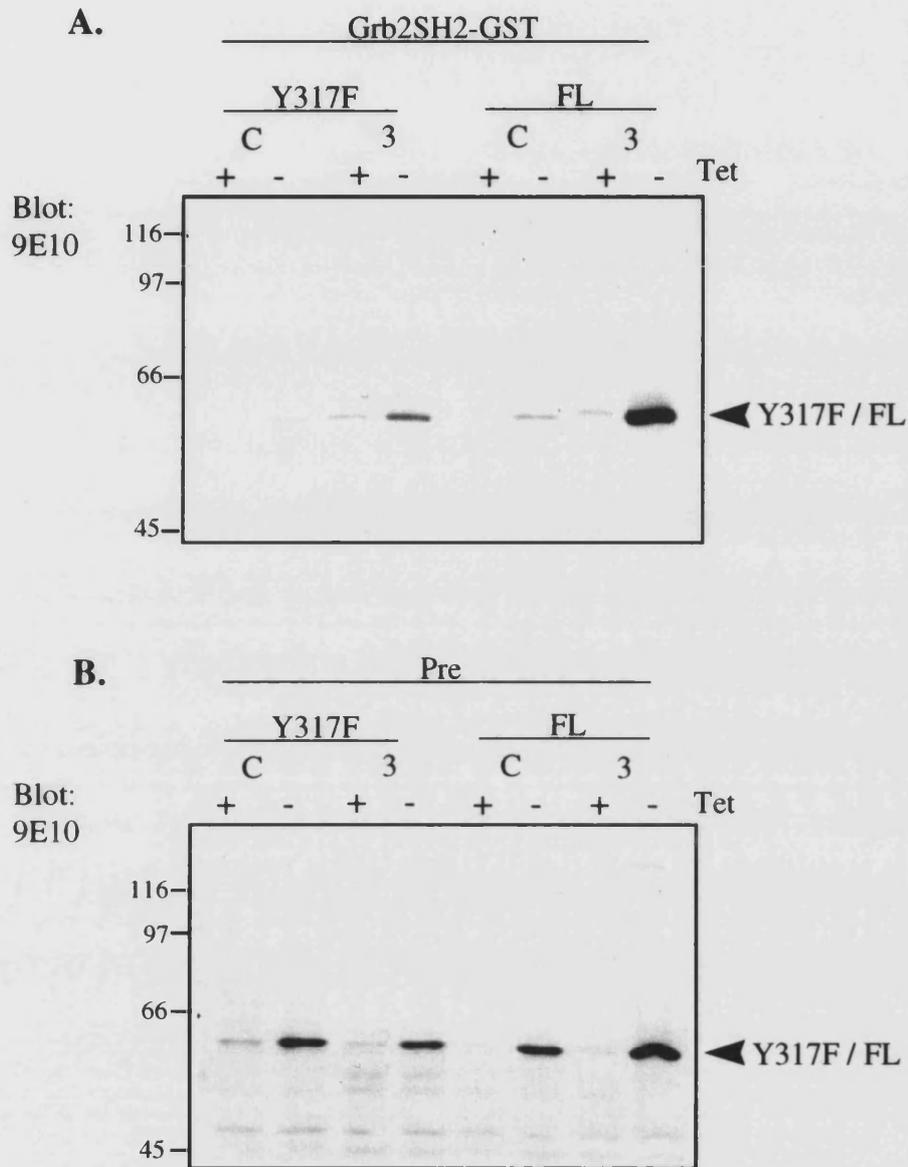 A.
Grb2SH2-GST
Y317F FL
C 3 C 3
+ - + - + - + - Tet
Blot:
9E10
116
97
66
45
Y317F / FL
B.
Pre
Y317F FL
C 3 C 3
+ - + - + - + - Tet
Blot:
9E10
116
97
66
45
Y317F / FL